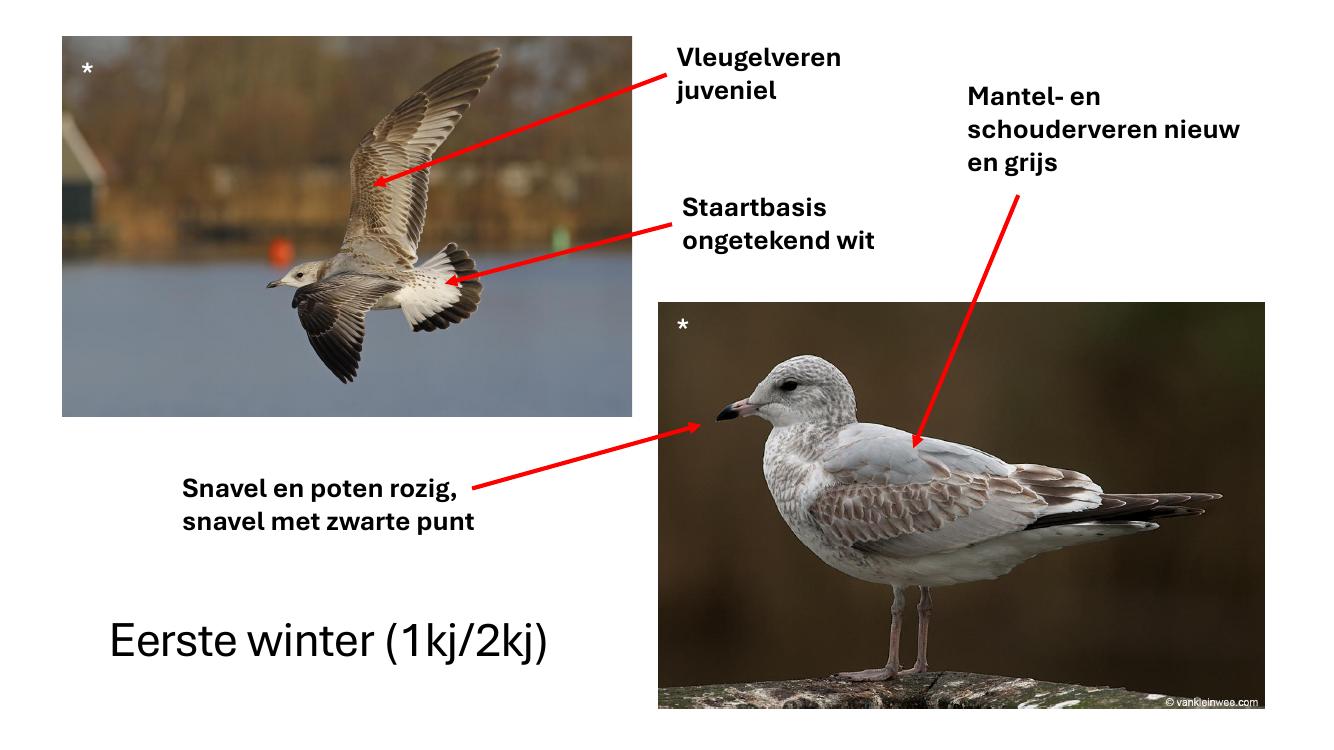 *
Vleugelveren
juveniel
Mantel- en
schouderveren nieuw
en grijs
Staartbasis
ongetekend wit
*
Snavel en poten rozig,
snavel met zwarte punt
Eerste winter (1kj/2kj)
© vankleinwee.com